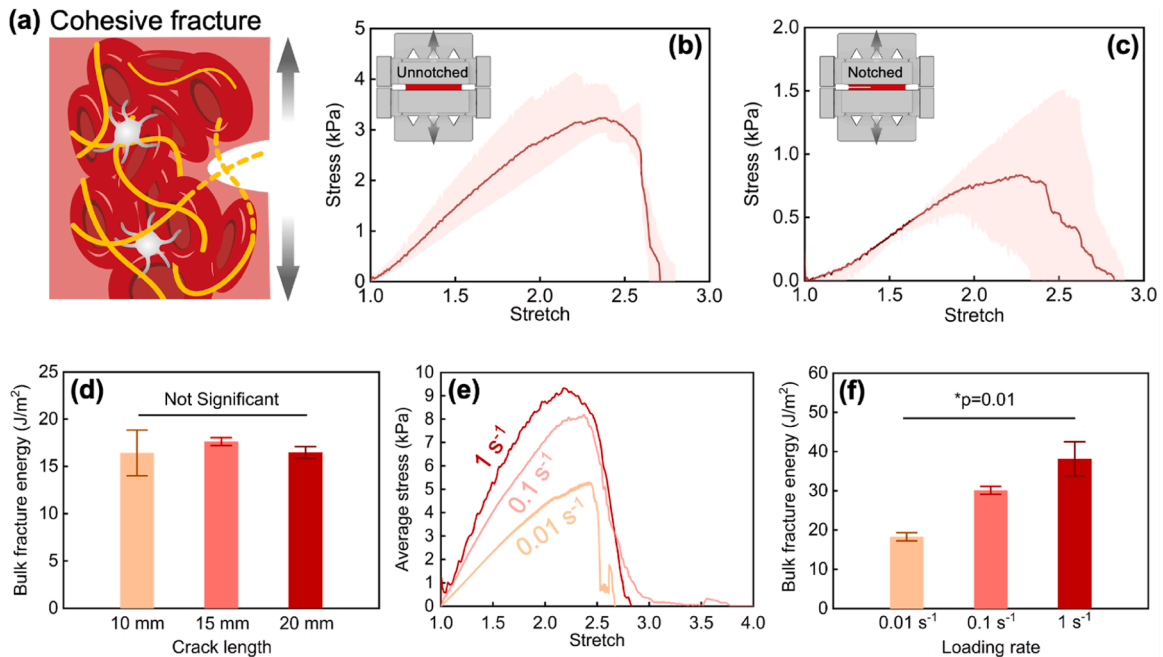 (a) Cohesive fracture
(b)
Unnotched
Stress (kPa)
5
4
3
2
1
0
1.0 1.5 2.0 2.5 3.0
Stretch
(c)
Notched
Stress (kPa)
2.0
1.5
1.0
0.5
0.0
1.0 1.5 2.0 2.5 3.0
Stretch
(d)
Not Significant
Bulk fracture energy (J/m²)
25
20
15
10
5
0
10 mm 15 mm 20 mm
Crack length
(e)
Average stress (kPa)
10
9
8
7
6
5
4
3
2
1
0
1 s⁻¹
0.1 s⁻¹
0.01 s⁻¹
1.0 1.5 2.0 2.5 3.0 3.5 4.0
Stretch
(f)
*p=0.01
Bulk fracture energy (J/m²)
60
50
40
30
20
10
0
0.01 s⁻¹ 0.1 s⁻¹ 1 s⁻¹
Loading rate